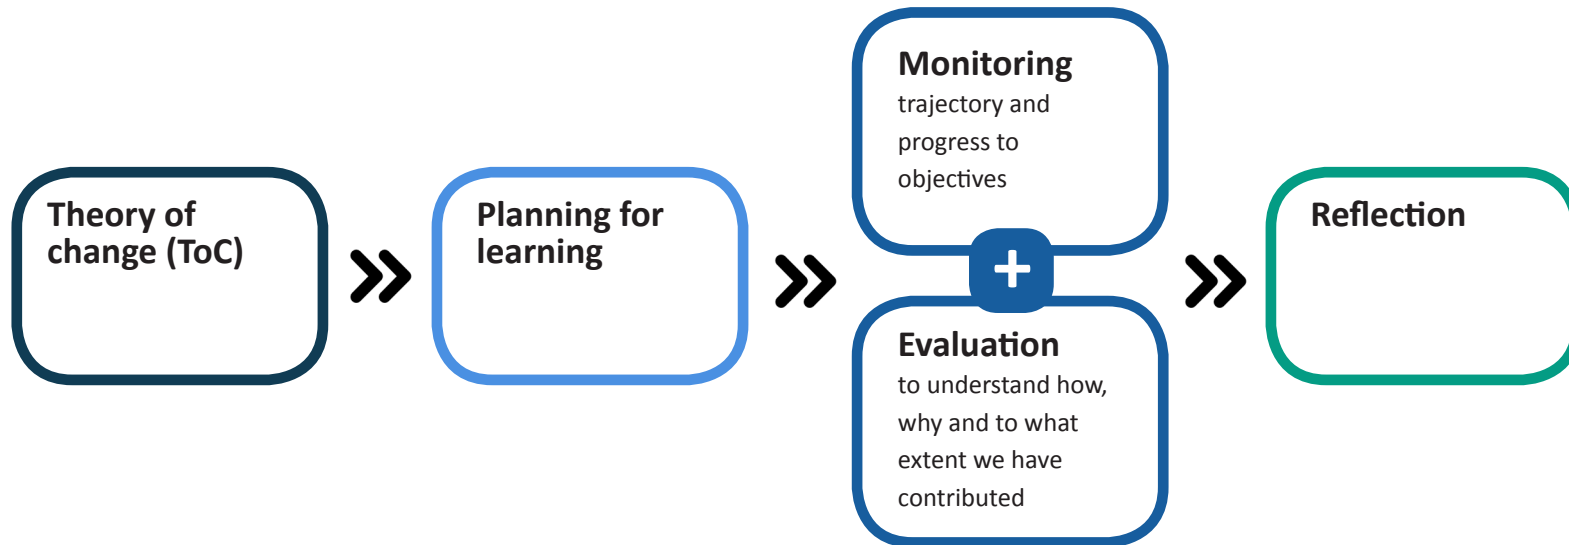 Theory of
change (ToC)
Planning for
learning
Monitoring
trajectory and
progress to
objectives
+
Evaluation
to understand how,
why and to what
extent we have
contributed
Reflection